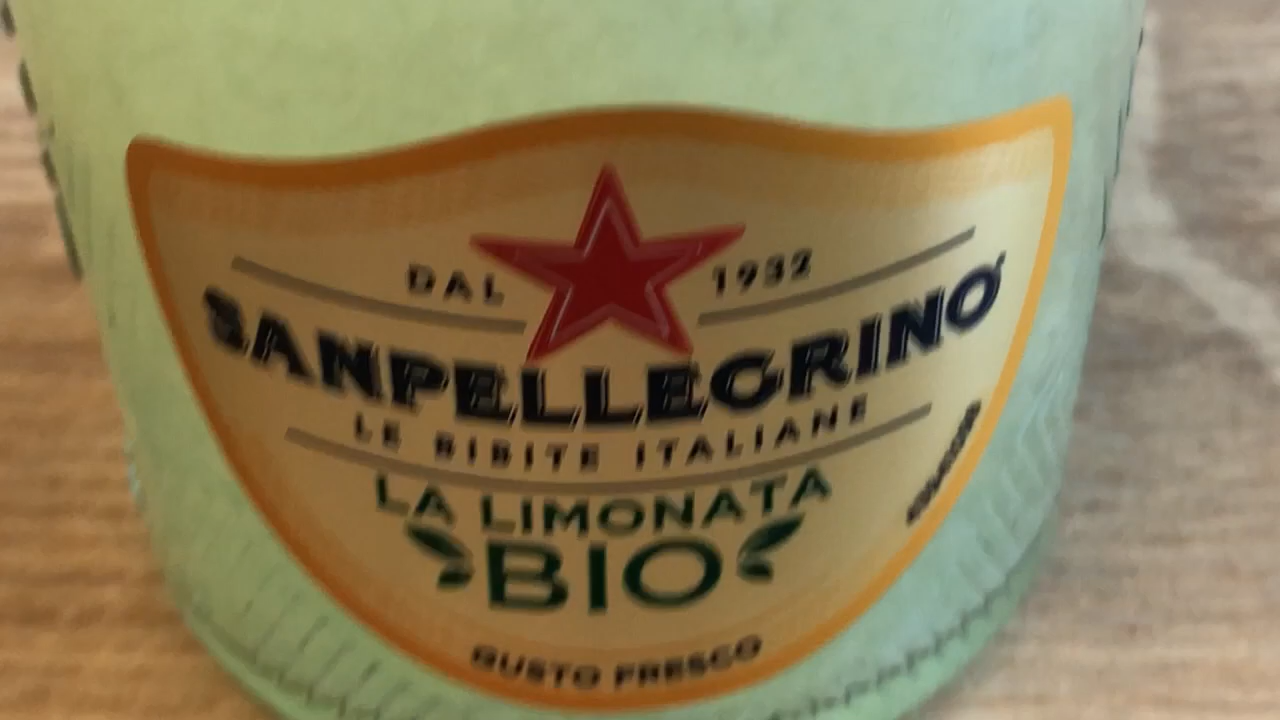 DAL 1932
SANPELLEGRINO
LE BIBITE ITALIANE
LA LIMONATA
BIO
GUSTO FRESCO